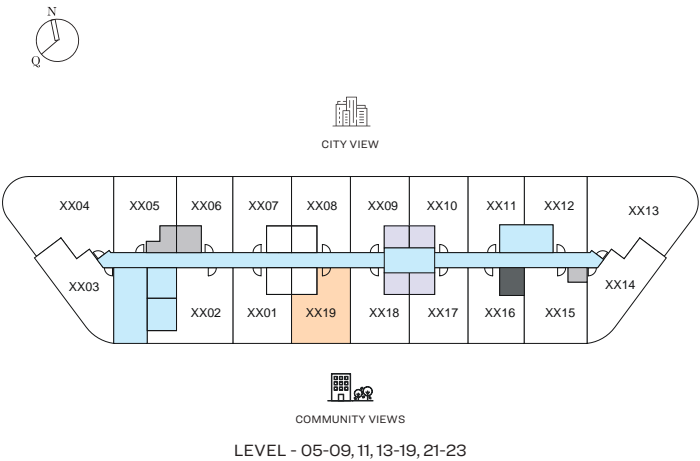 N
Q
CITY VIEW
XX04 XX05 XX06 XX07 XX08 XX09 XX10 XX11 XX12 XX13
XX03 XX02 XX01 XX19 XX18 XX17 XX16 XX15 XX14
COMMUNITY VIEWS
LEVEL - 05-09, 11, 13-19, 21-23